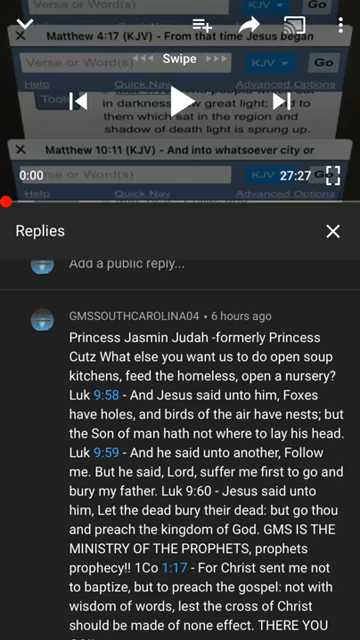 Verse or Word(s) KJV
Matthew 4:17 (KJV) - From that time Jesus began
Swipe
Verse or Word(s) KJV Go
Help Quick Nav Advanced Options
in darkness saw great light; and to
them which sat in the region and
shadow of death light is sprung up.
Matthew 10:11 (KJV) - And into whatsoever city or
0:00 27:27
Help Quick Nav Advanced Options
Replies
Add a public reply...
GMSSOUTHCAROLINA04 • 6 hours ago
Princess Jasmin Judah -formerly Princess
Cutz What else you want us to do open soup
kitchens, feed the homeless, open a nursery?
Luk 9:58 - And Jesus said unto him, Foxes
have holes, and birds of the air have nests; but
the Son of man hath not where to lay his head.
Luk 9:59 - And he said unto another, Follow
me. But he said, Lord, suffer me first to go and
bury my father. Luk 9:60 - Jesus said unto
him, Let the dead bury their dead: but go thou
and preach the kingdom of God. GMS IS THE
MINISTRY OF THE PROPHETS, prophets
prophecy!! 1Co 1:17 - For Christ sent me not
to baptize, but to preach the gospel: not with
wisdom of words, lest the cross of Christ
should be made of none effect. THERE YOU